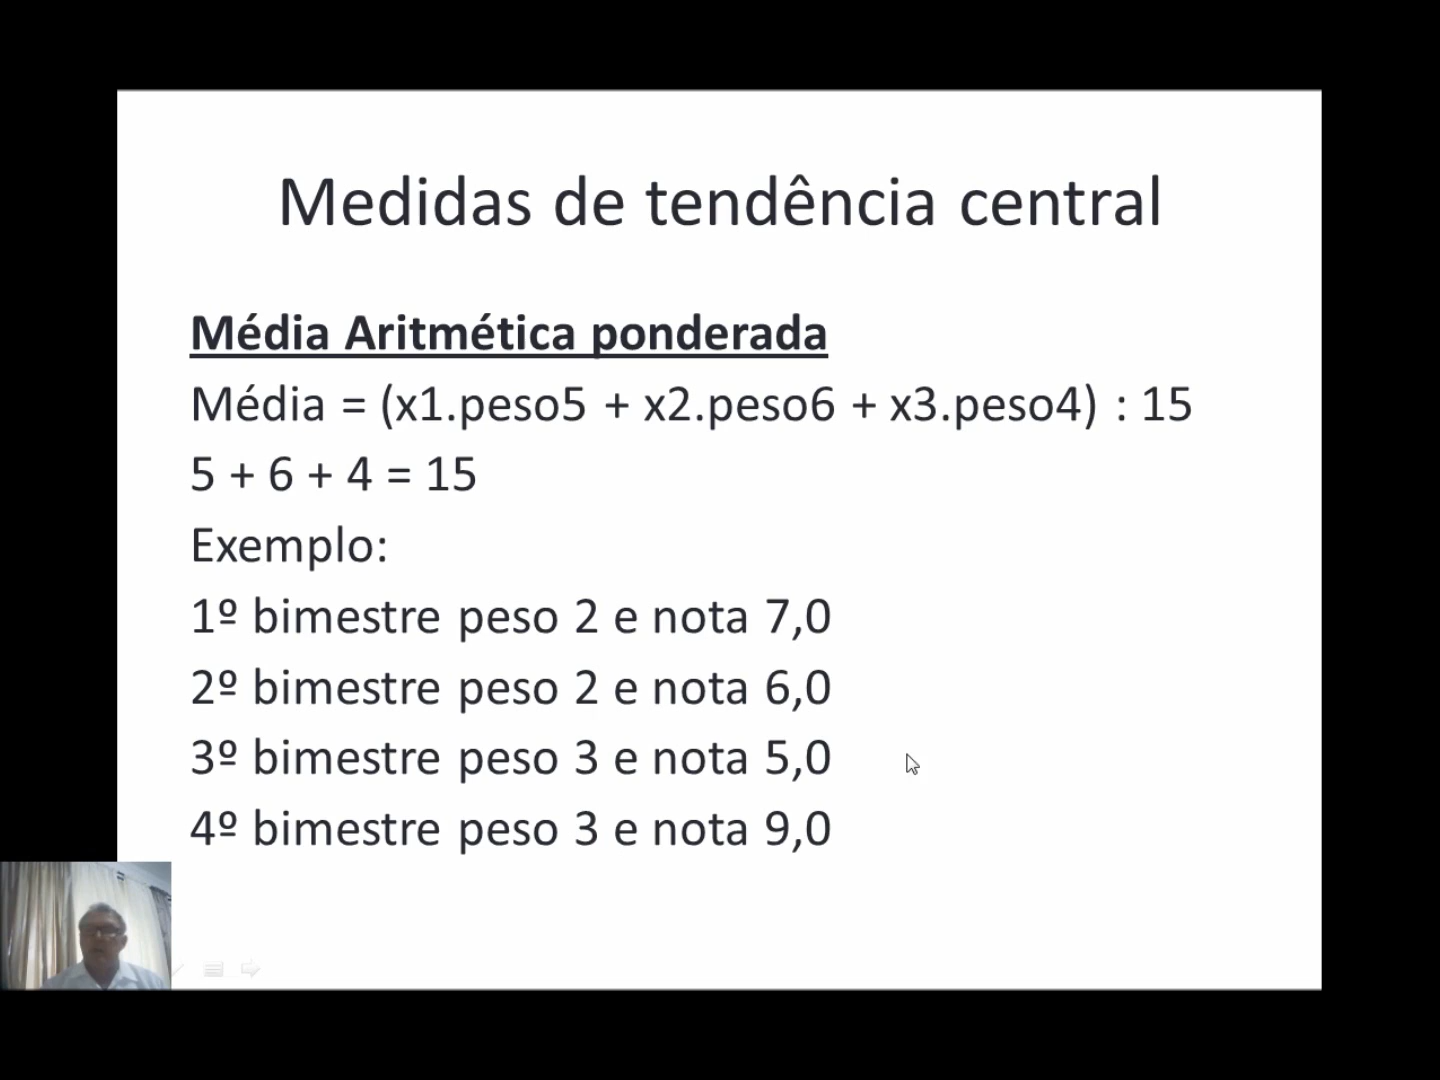 Medidas de tendência central
Média Aritmética ponderada
Média = (x1.peso5 + x2.peso6 + x3.peso4) : 15
5 + 6 + 4 = 15
Exemplo:
1º bimestre peso 2 e nota 7,0
2º bimestre peso 2 e nota 6,0
3º bimestre peso 3 e nota 5,0
4º bimestre peso 3 e nota 9,0